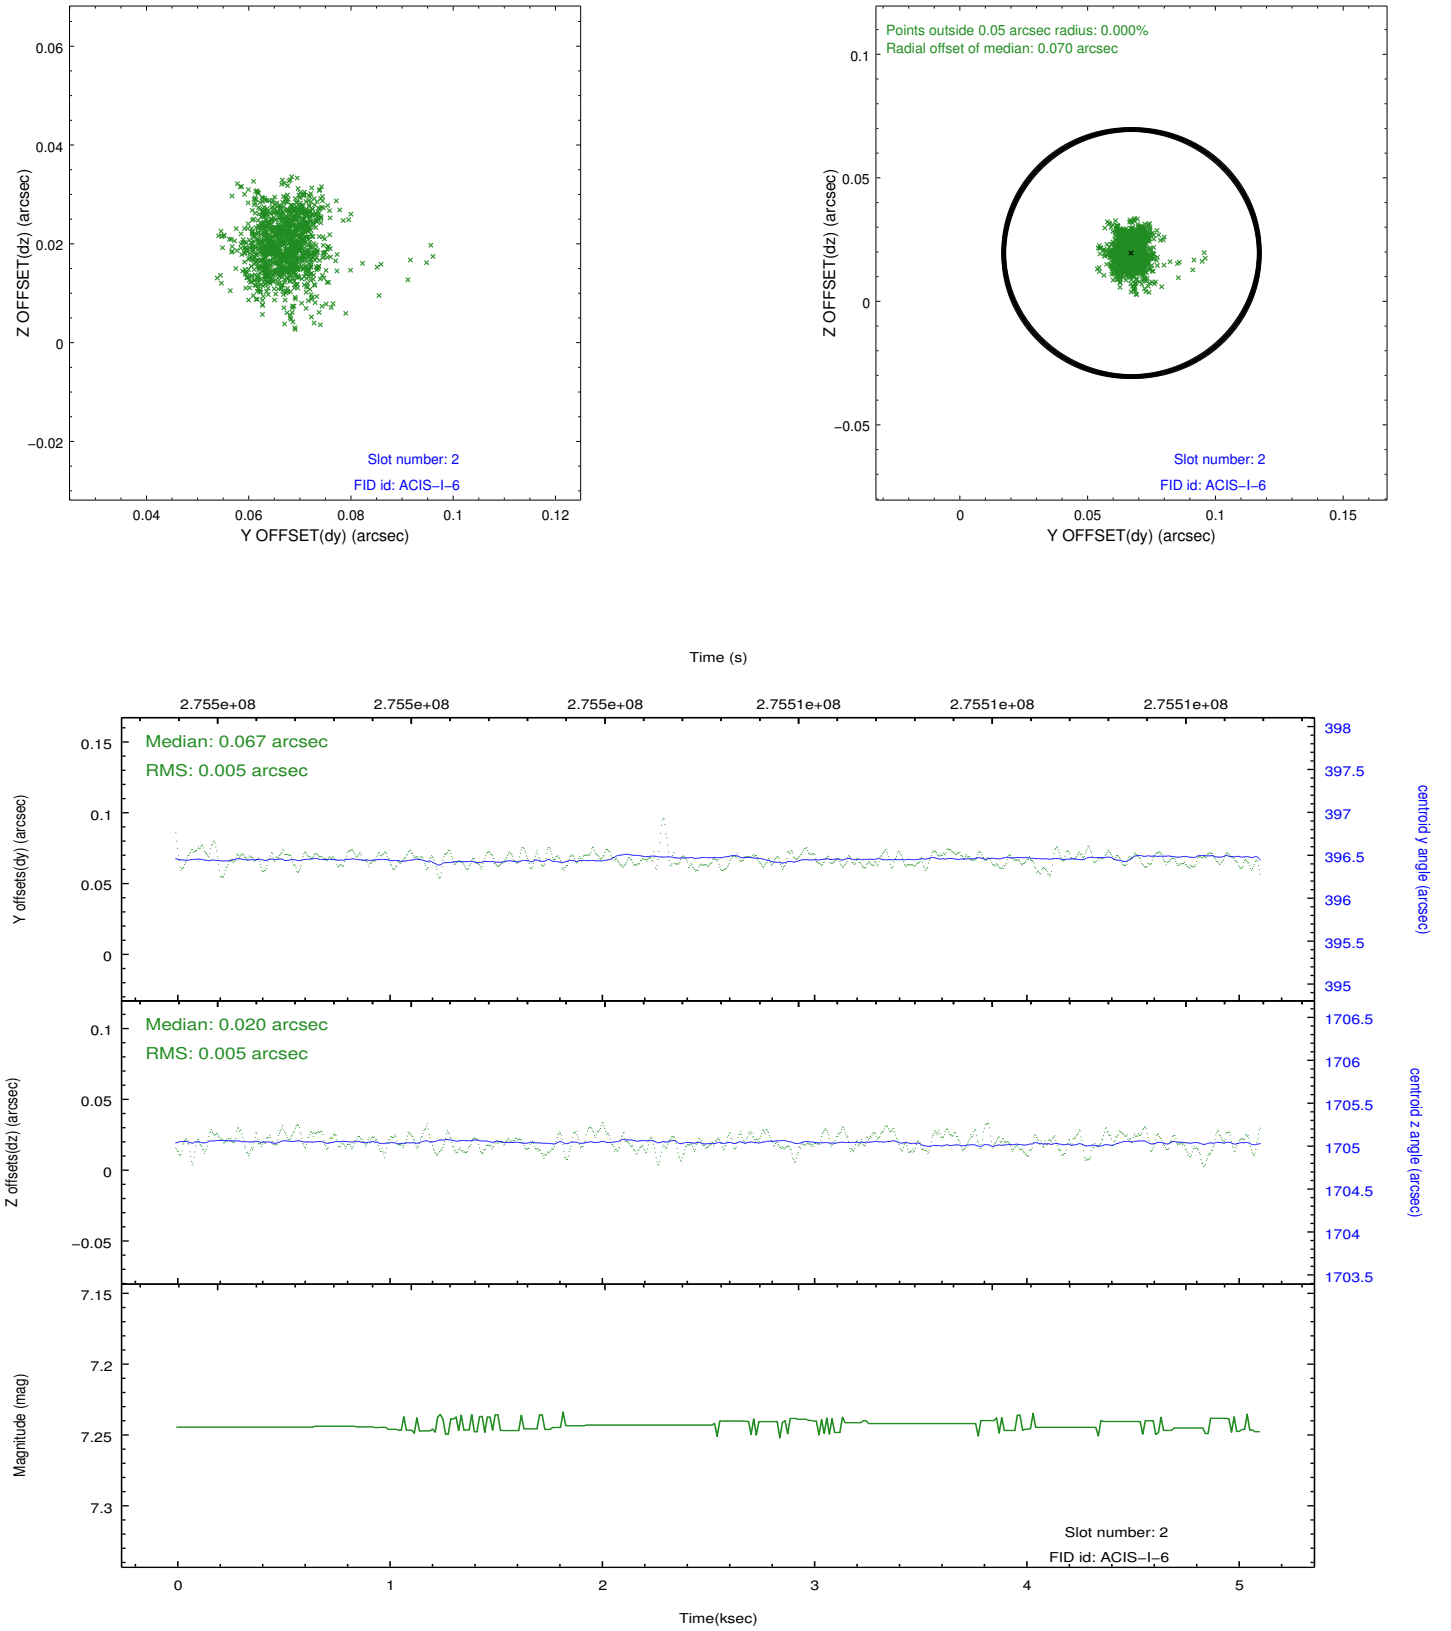 0.06
0.04
0.02
0
−0.02
Z OFFSET(dz) (arcsec)
Slot number: 2
FID id: ACIS−I−6
0.04 0.06 0.08 0.1 0.12
Y OFFSET(dy) (arcsec)
Points outside 0.05 arcsec radius: 0.000%
Radial offset of median: 0.070 arcsec
0.1
0.05
0
−0.05
Z OFFSET(dz) (arcsec)
Slot number: 2
FID id: ACIS−I−6
0 0.05 0.1 0.15
Y OFFSET(dy) (arcsec)
Time (s)
2.755e+08 2.755e+08 2.755e+08 2.7551e+08 2.7551e+08 2.7551e+08
Median: 0.067 arcsec
RMS: 0.005 arcsec
0.15
0.1
0.05
0
Y offsets(dy) (arcsec)
398
397.5
397
396.5
396
395.5
395
centroid y angle (arcsec)
Median: 0.020 arcsec
RMS: 0.005 arcsec
0.1
0.05
0
−0.05
Z offsets(dz) (arcsec)
1706.5
1706
1705.5
1705
1704.5
1704
1703.5
centroid z angle (arcsec)
7.15
7.2
7.25
7.3
Magnitude (mag)
Slot number: 2
FID id: ACIS−I−6
0 1 2 3 4 5
Time(ksec)